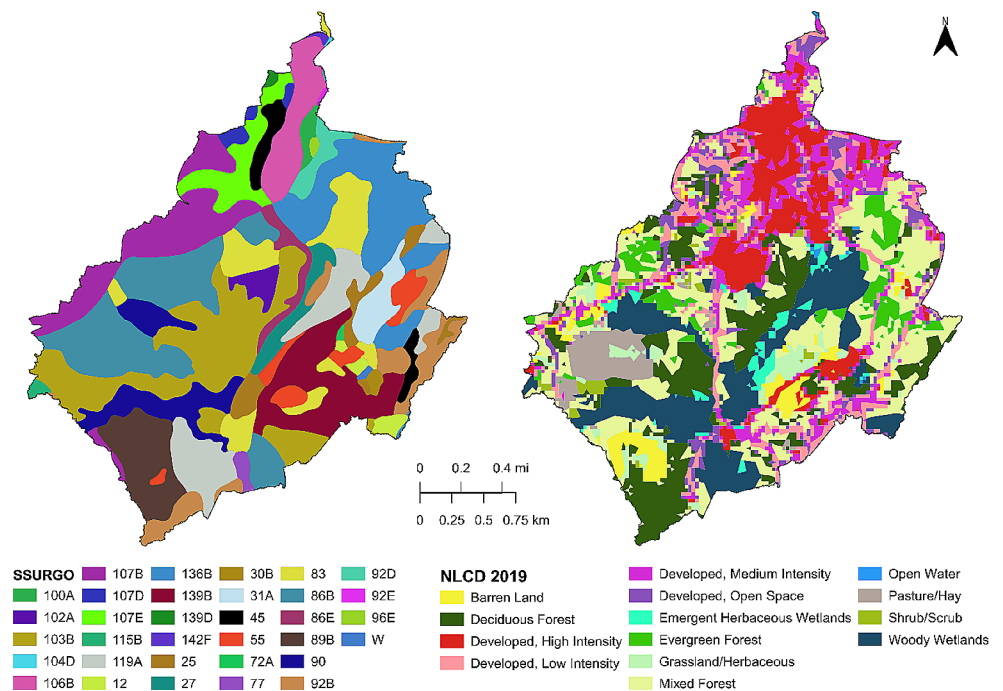 N
0 0.2 0.4 mi
0 0.25 0.5 0.75 km
SSURGO
100A
102A
103B
104D
106B
107B
107D
107E
115B
119A
12
136B
139B
139D
142F
25
27
30B
31A
45
55
72A
77
83
86B
86E
89B
90
92B
92D
92E
96E
W
NLCD 2019
Barren Land
Deciduous Forest
Developed, High Intensity
Developed, Low Intensity
Developed, Medium Intensity
Developed, Open Space
Emergent Herbaceous Wetlands
Evergreen Forest
Grassland/Herbaceous
Mixed Forest
Open Water
Pasture/Hay
Shrub/Scrub
Woody Wetlands